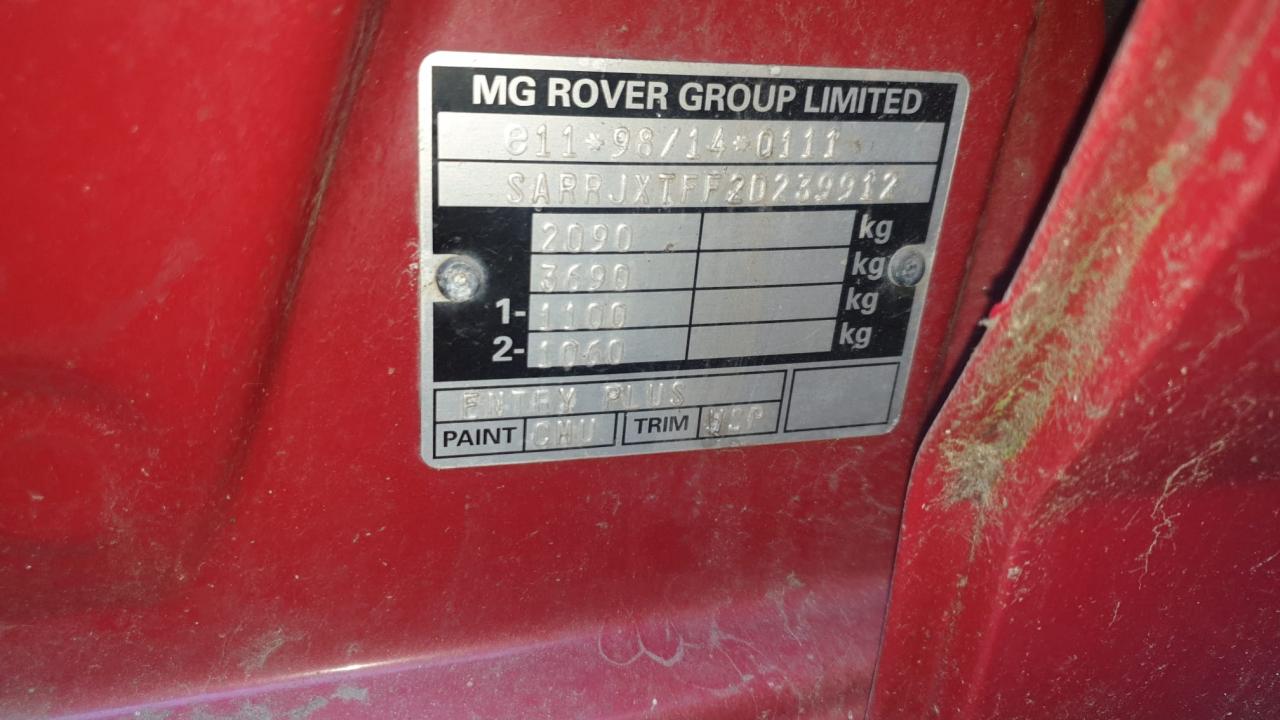 MG ROVER GROUP LIMITED
e11*98/14*0111
SARRJXTFF2D239912
2090 kg
3690 kg
1- 1100 kg
2- 1060 kg
ENTRY PLUS
PAINT CMU TRIM